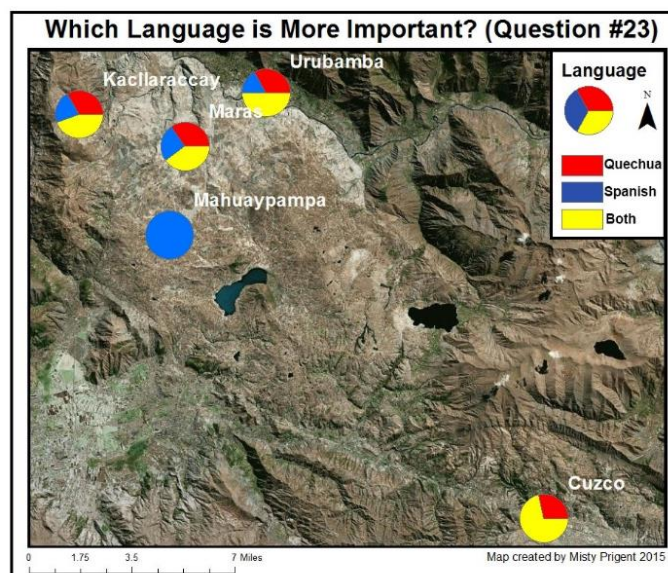 Which Language is More Important? (Question #23)
Urubamba
Kacllaraccay
Maras
Mahuaypampa
Cuzco
Language
N
Quechua
Spanish
Both
0 1.75 3.5 7 Miles
Map created by Misty Prigent 2015